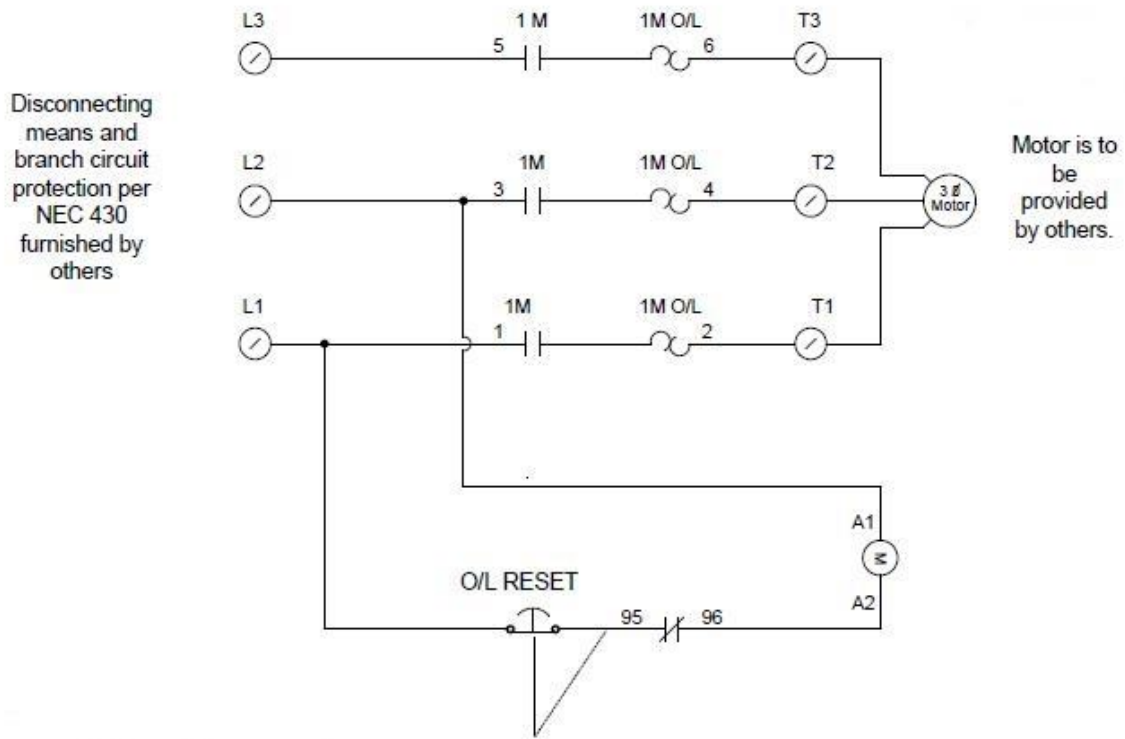 L3
1 M
1M O/L
T3
5
6
Disconnecting
means and
branch circuit
protection per
NEC 430
furnished by
others
L2
1M
1M O/L
T2
3
4
3 Ø
Motor
Motor is to
be
provided
by others.
L1
1M
1M O/L
T1
1
2
A1
M
A2
O/L RESET
95
96